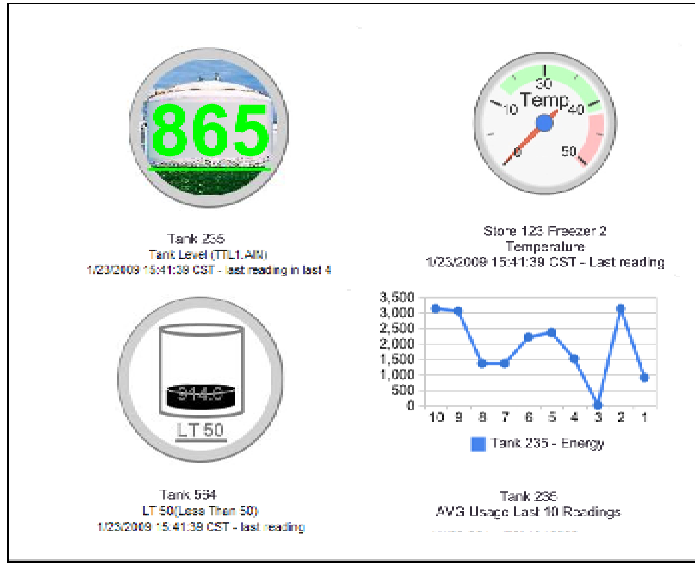 865
Tank 235
Tank Level (TTL1.AIN)
1/23/2009 15:41:39 CST - last reading in last 4
Temp
0
10
30
40
50
Store 123 Freezer 2
Temperature
1/23/2009 15:41:39 CST - Last reading
914.0
LT 50
Tank 564
LT 50(Less Than 50)
1/23/2009 15:41:39 CST - last reading
3,500
3,000
2,500
2,000
1,500
1,000
500
0
10 9 8 7 6 5 4 3 2 1
Tank 235 - Energy
Tank 235
AVG Usage Last 10 Readings